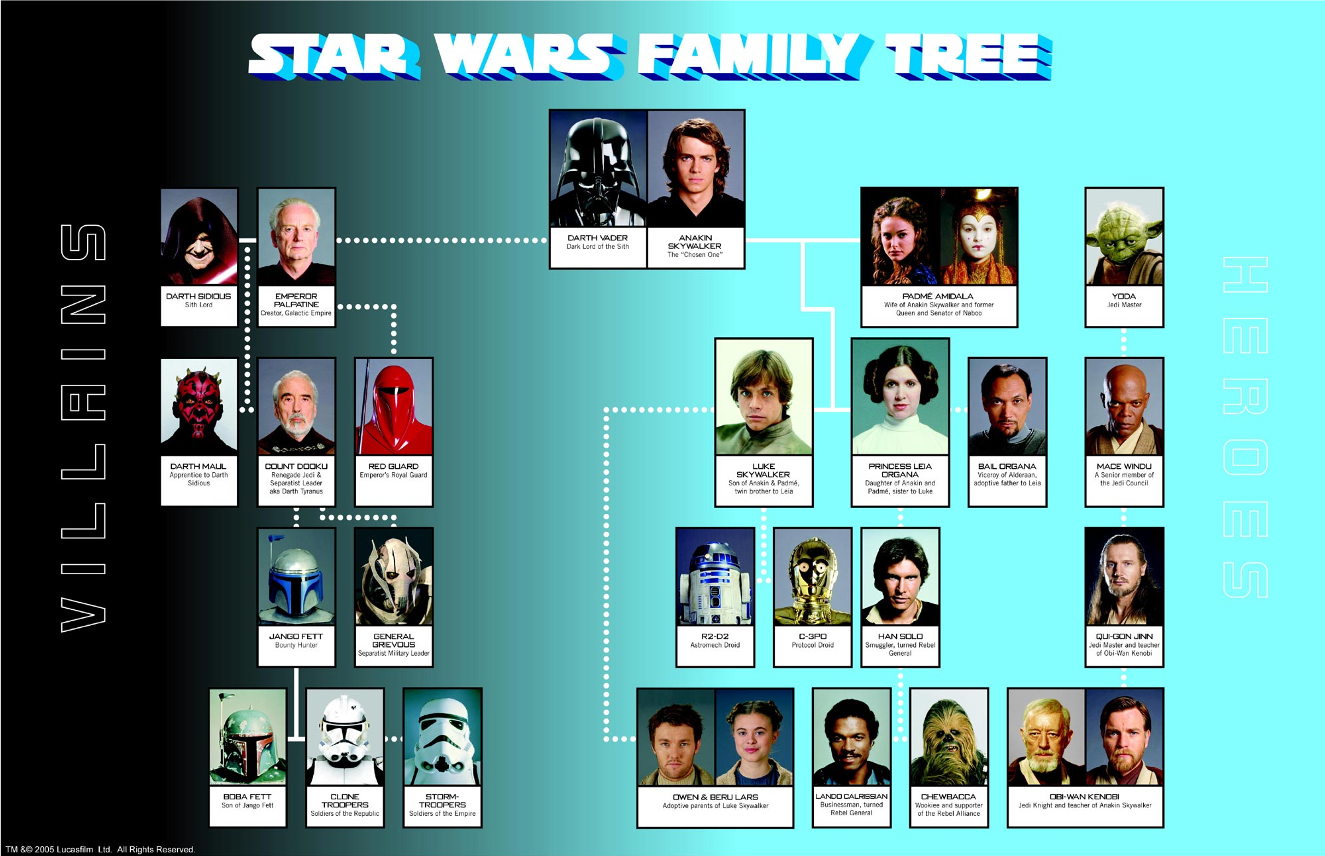 STAR WARS FAMILY TREE
VILLAINS
HEROES
DARTH VADER
Dark Lord of the Sith
ANAKIN
SKYWALKER
The "Chosen One"
DARTH SIDIOUS
Sith Lord
EMPEROR
PALPATINE
Creator, Galactic Empire
PADMÉ AMIDALA
Wife of Anakin Skywalker and former
Queen and Senator of Naboo
YODA
Jedi Master
DARTH MAUL
Apprentice to Darth
Sidious
COUNT DOOKU
Renegade Jedi &
Separatist Leader
aka Darth Tyranus
RED GUARD
Emperor's Royal Guard
LUKE
SKYWALKER
Son of Anakin & Padmé,
twin brother to Leia
PRINCESS LEIA
ORGANA
Daughter of Anakin and
Padmé, sister to Luke
BAIL ORGANA
Viceroy of Alderaan,
adoptive father to Leia
MACE WINDU
A Senior member of
the Jedi Council
JANGO FETT
Bounty Hunter
GENERAL
GRIEVOUS
Separatist Military Leader
R2-D2
Astromech Droid
C-3PO
Protocol Droid
HAN SOLO
Smuggler, turned Rebel
General
QUI-GON JINN
Jedi Master and teacher
of Obi-Wan Kenobi
BOBA FETT
Son of Jango Fett
CLONE
TROOPERS
Soldiers of the Republic
STORM-
TROOPERS
Soldiers of the Empire
OWEN & BERU LARS
Adoptive parents of Luke Skywalker
LANDO CALRISSIAN
Businessman, turned
Rebel General
CHEWBACCA
Wookiee and supporter
of the Rebel Alliance
OBI-WAN KENOBI
Jedi Knight and teacher of Anakin Skywalker
TM & © 2005 Lucasfilm Ltd. All Rights Reserved.